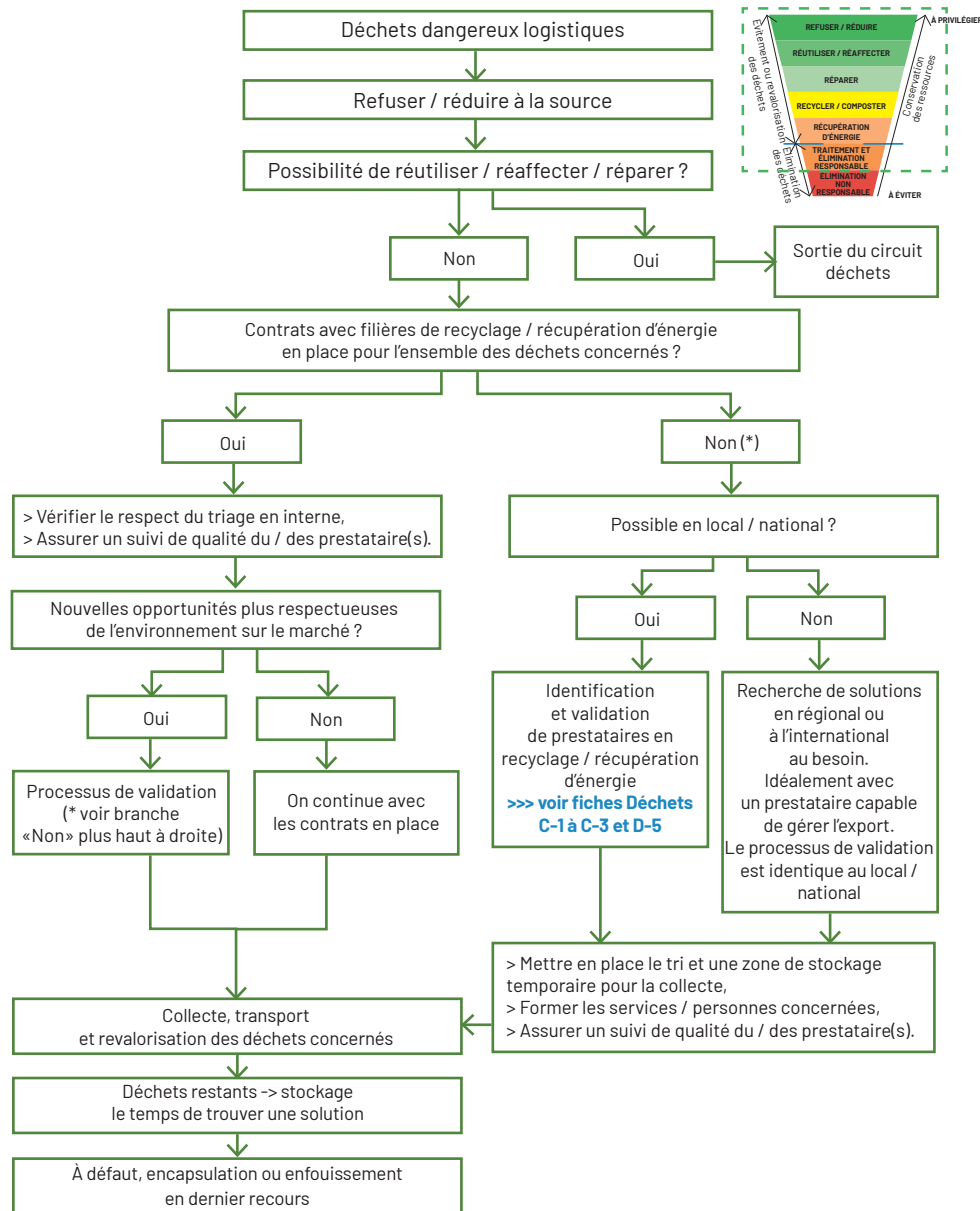 Déchets dangereux logistiques
Refuser / réduire à la source
Possibilité de réutiliser / réaffecter / réparer ?
À PRIVILÉGIER
REFUSER / RÉDUIRE
RÉUTILISER / RÉAFFECTER
RÉPARER
RECYCLER / COMPOSTER
RÉCUPÉRATION
D'ÉNERGIE
TRAITEMENT ET
ÉLIMINATION
RESPONSABLE
ÉLIMINATION
NON
RESPONSABLE
À ÉVITER
Évitement ou revalorisation
des déchets
Élimination
des déchets
Conservation
des ressources
Non
Oui
Sortie du circuit
déchets
Contrats avec filières de recyclage / récupération d'énergie
en place pour l'ensemble des déchets concernés ?
Oui
Non (*)
> Vérifier le respect du triage en interne,
> Assurer un suivi de qualité du / des prestataire(s).
Possible en local / national ?
Nouvelles opportunités plus respectueuses
de l'environnement sur le marché ?
Oui
Non
Oui
Non
Processus de validation
(* voir branche
«Non» plus haut à droite)
On continue avec
les contrats en place
Identification
et validation
de prestataires en
recyclage / récupération
d'énergie
>>> voir fiches Déchets
C-1 à C-3 et D-5
Recherche de solutions
en régional ou
à l'international
au besoin.
Idéalement avec
un prestataire capable
de gérer l'export.
Le processus de validation
est identique au local /
national
> Mettre en place le tri et une zone de stockage
temporaire pour la collecte,
> Former les services / personnes concernées,
> Assurer un suivi de qualité du / des prestataire(s).
Collecte, transport
et revalorisation des déchets concernés
Déchets restants -> stockage
le temps de trouver une solution
À défaut, encapsulation ou enfouissement
en dernier recours